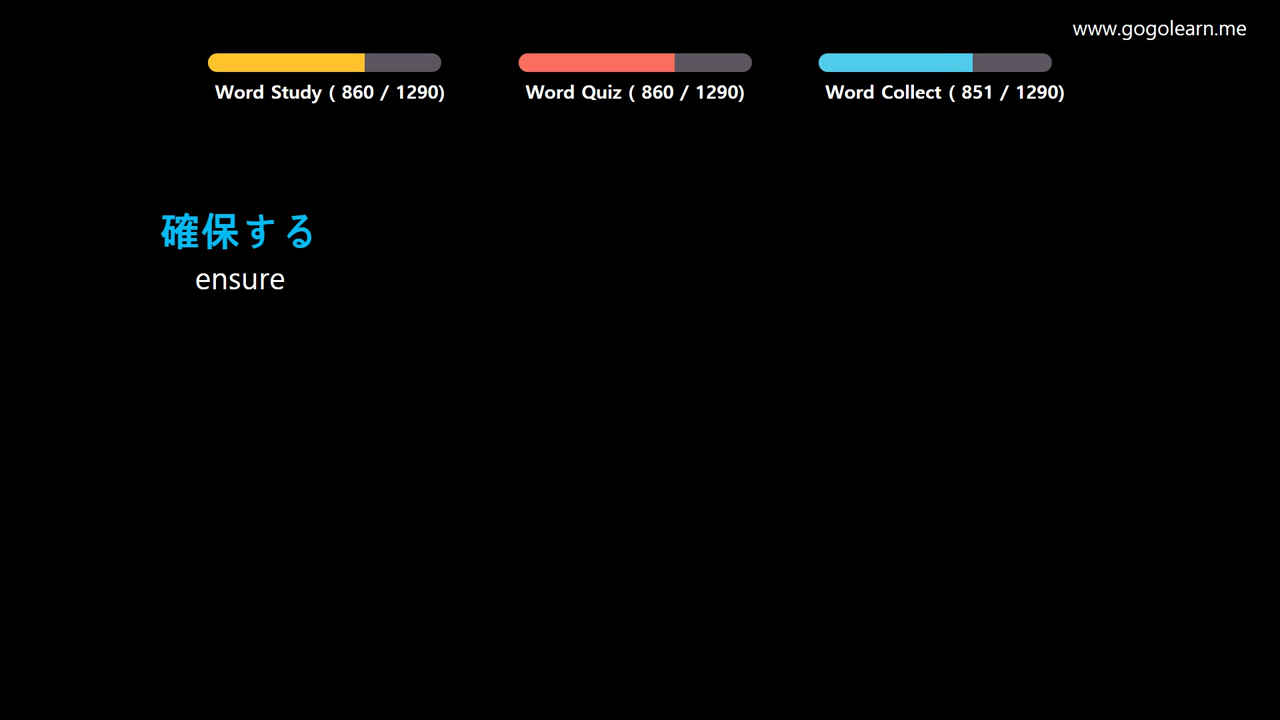 www.gogolearn.me
Word Study ( 860 / 1290)
Word Quiz ( 860 / 1290)
Word Collect ( 851 / 1290)
確保する
ensure